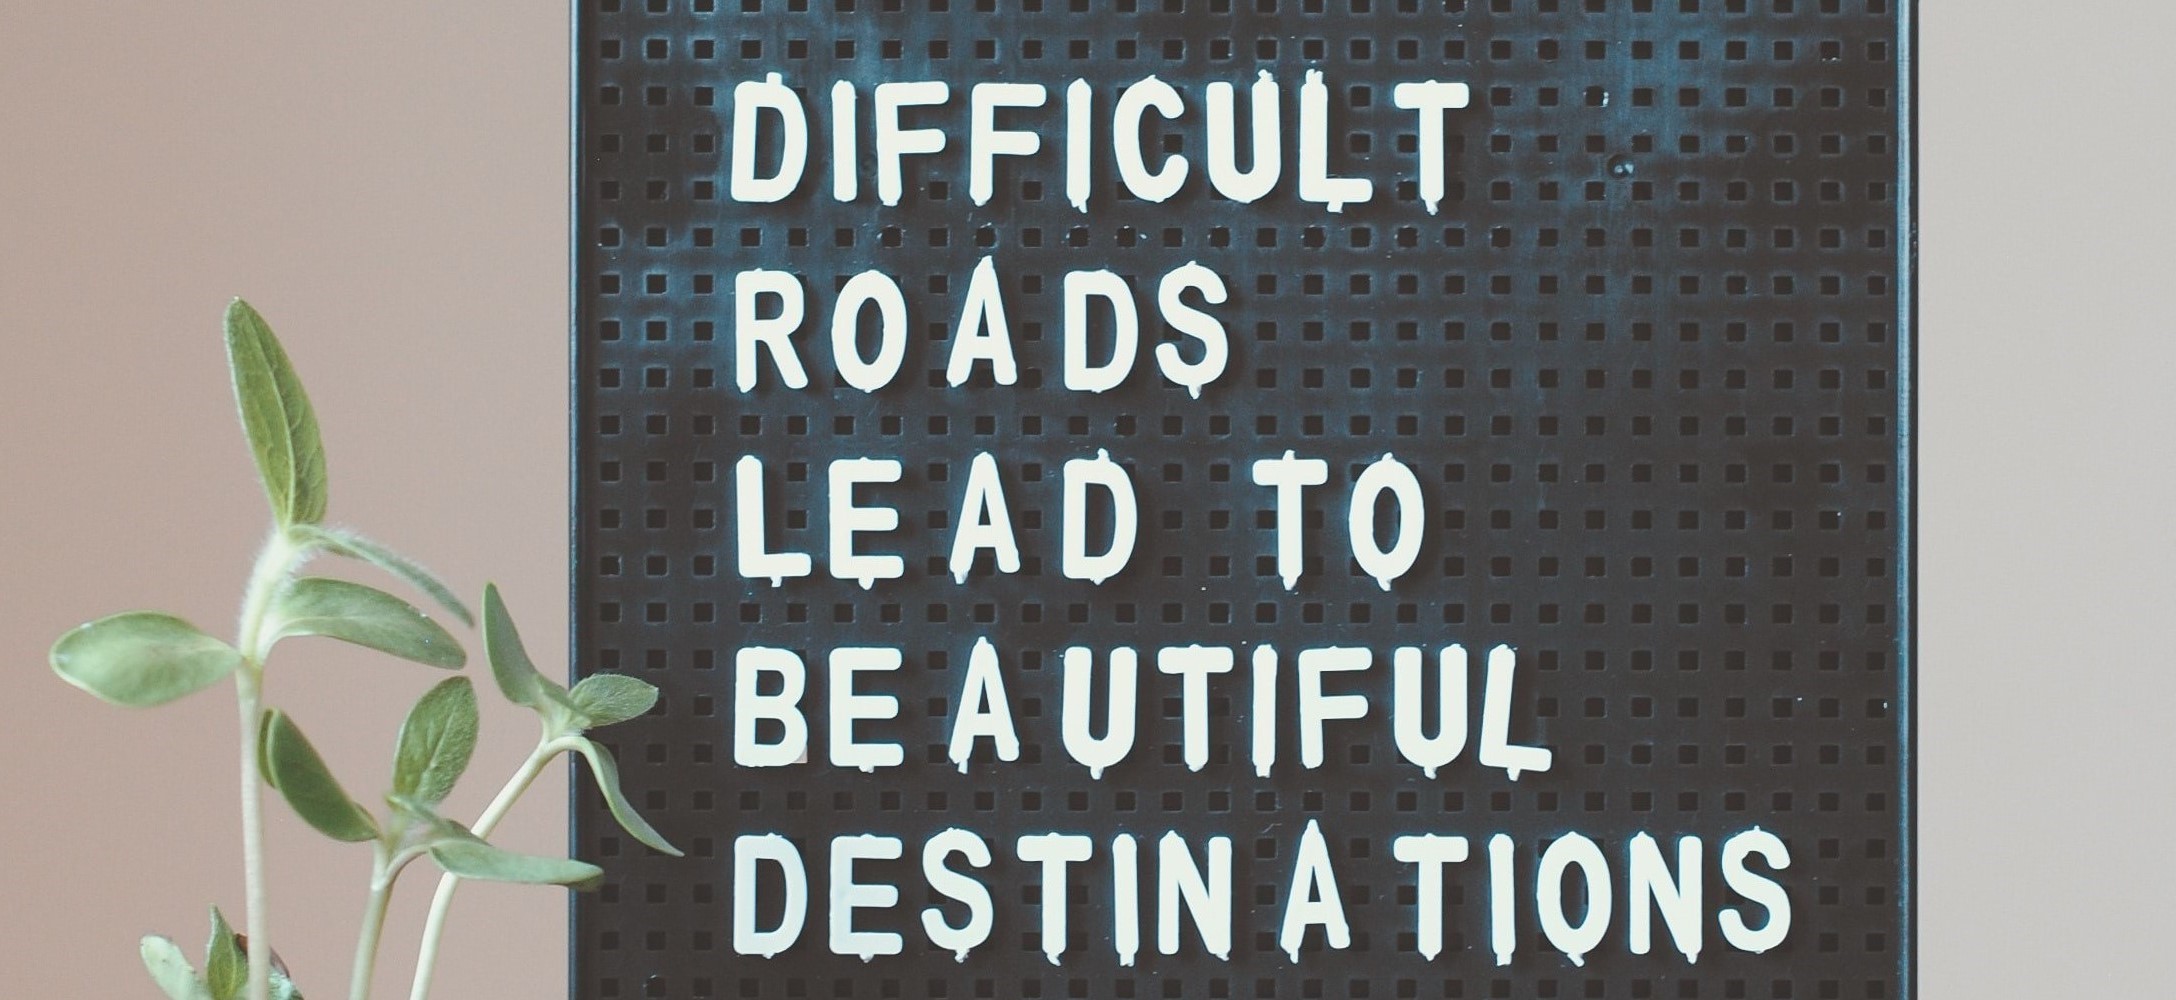 DIFFICULT
ROADS
LEAD TO
BEAUTIFUL
DESTINATIONS